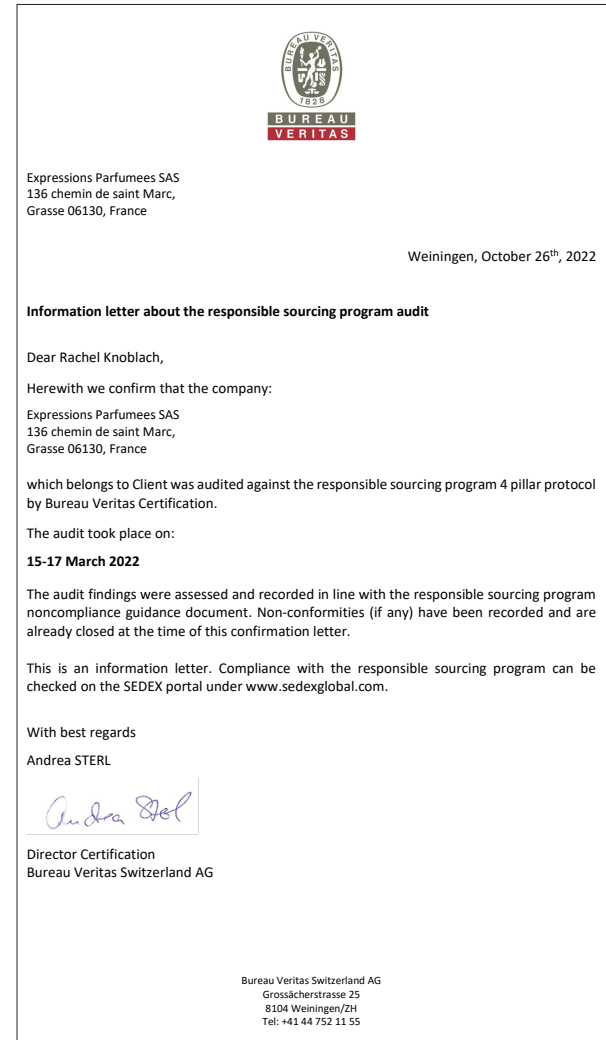 BUREAU VERITAS
1828
BUREAU
VERITAS
Expressions Parfumees SAS
136 chemin de saint Marc,
Grasse 06130, France
Weiningen, October 26th, 2022
Information letter about the responsible sourcing program audit
Dear Rachel Knoblach,
Herewith we confirm that the company:
Expressions Parfumees SAS
136 chemin de saint Marc,
Grasse 06130, France
which belongs to Client was audited against the responsible sourcing program 4 pillar protocol
by Bureau Veritas Certification.
The audit took place on:
15-17 March 2022
The audit findings were assessed and recorded in line with the responsible sourcing program
noncompliance guidance document. Non-conformities (if any) have been recorded and are
already closed at the time of this confirmation letter.
This is an information letter. Compliance with the responsible sourcing program can be
checked on the SEDEX portal under www.sedexglobal.com.
With best regards
Andrea STERL
Andrea Sterl
Director Certification
Bureau Veritas Switzerland AG
Bureau Veritas Switzerland AG
Grossächerstrasse 25
8104 Weiningen/ZH
Tel: +41 44 752 11 55